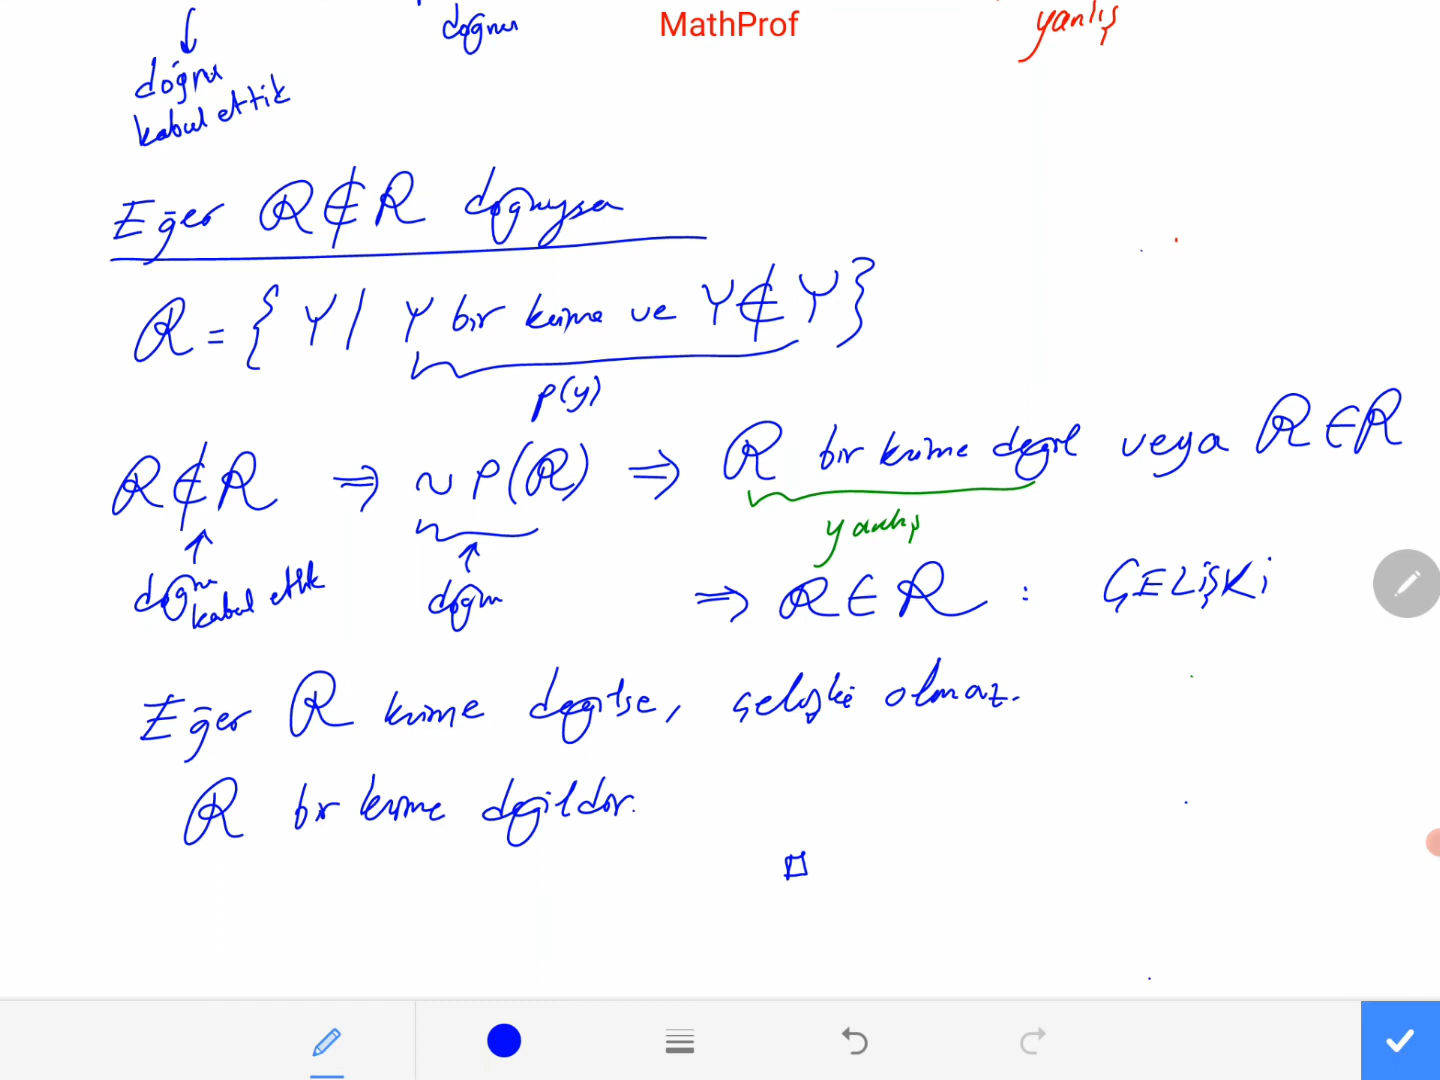 doğru MathProf yanlış
doğru
kabul ettik
Eğer R∉R doğruysa
R = { Y / Y bir küme ve Y∉Y }
p(y)
R∉R ⇒ ~P(R) ⇒ R bir küme değil veya R∈R
yanlış
doğru kabul ettik doğru ⇒ R∈R : ÇELİŞKİ
Eğer R küme değilse, çelişki olmaz.
R bir küme değildir.